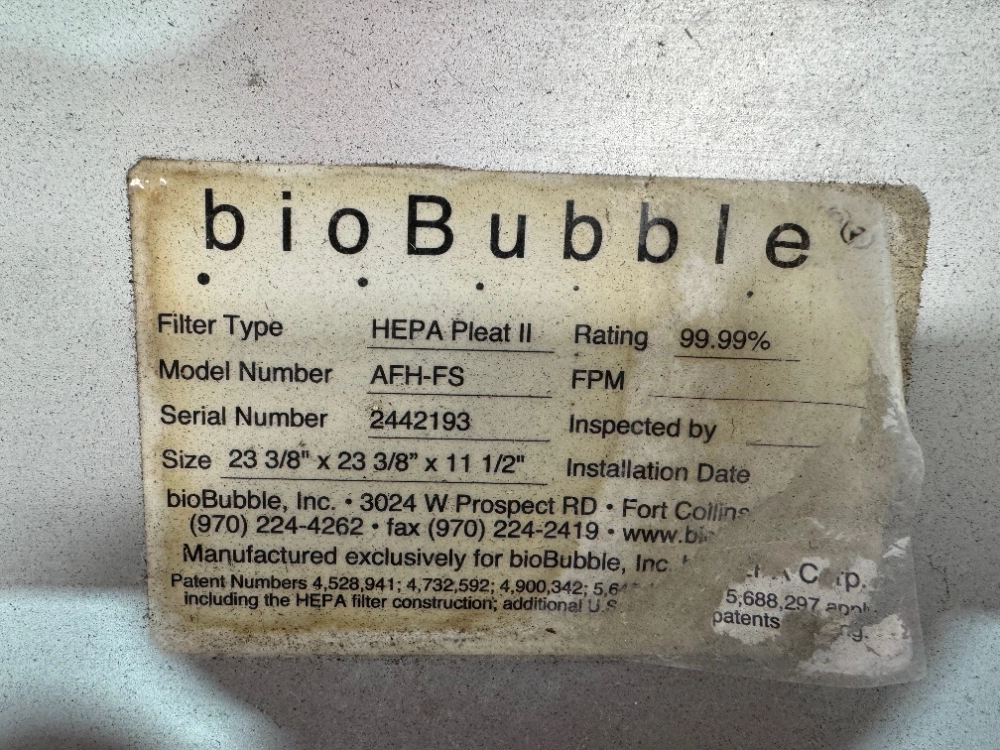 bioBubble ®
Filter Type HEPA Pleat II Rating 99.99%
Model Number AFH-FS FPM
Serial Number 2442193 Inspected by
Size 23 3/8" x 23 3/8" x 11 1/2" Installation Date
bioBubble, Inc. • 3024 W Prospect RD • Fort Collins
(970) 224-4262 • fax (970) 224-2419 •
Manufactured exclusively for bioBubble, Inc. Corp.
Patent Numbers 4,528,941; 4,732,592; 4,900,342; 5,688,297
including the HEPA filter construction; additional U.S. patents